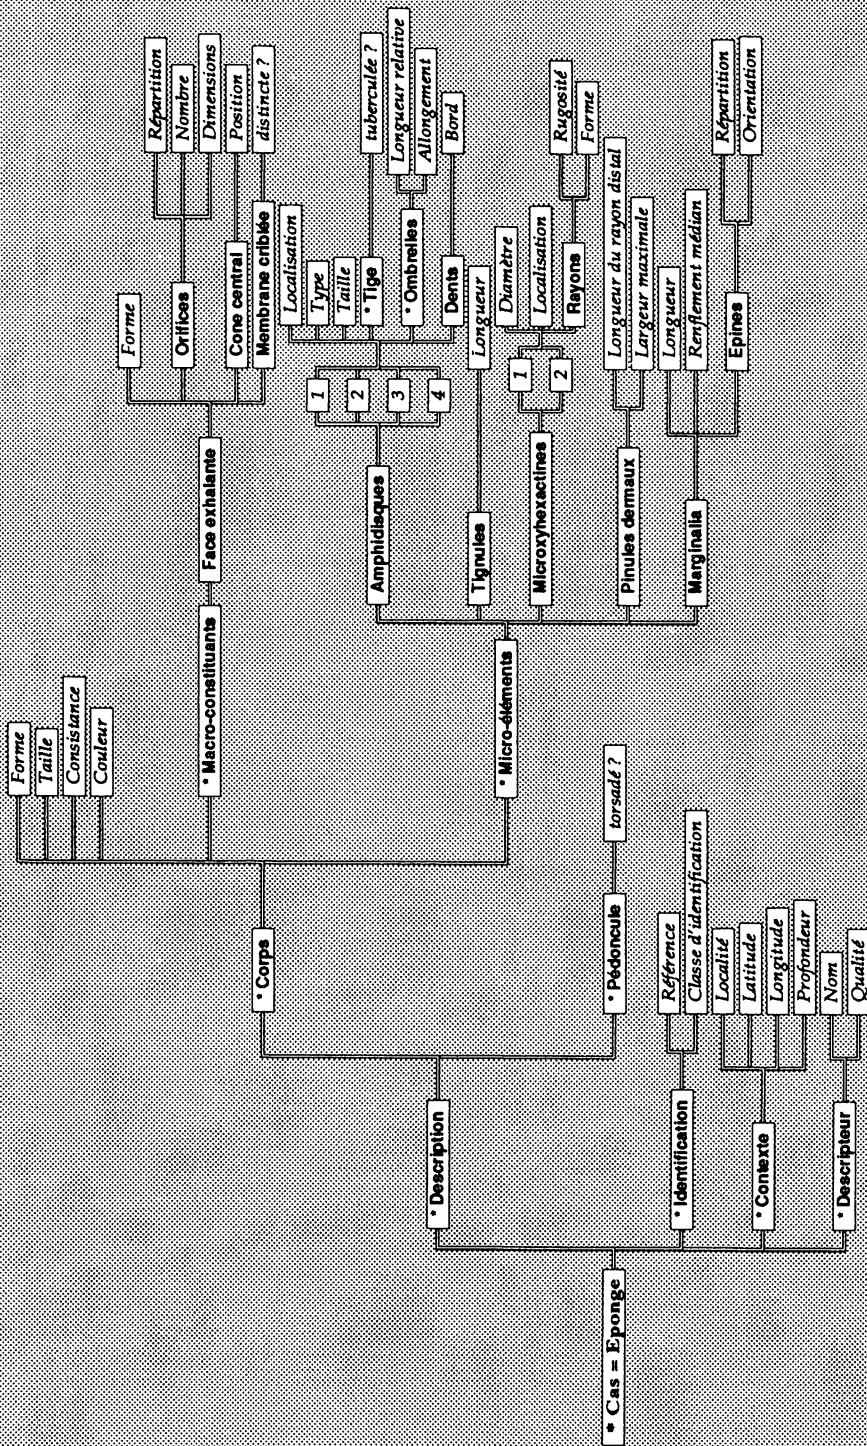 * Cas = Eponge
* Description
* Corps
Forme
Taille
Consistance
Couleur
* Macro-constituants
Face exhalante
Forme
Orifices
Répartition
Nombre
Dimensions
Cone central
Position
Membrane criblée
distincte ?
* Micro-éléments
Amphidisques
1
2
3
4
Localisation
Type
Taille
* Tige
tuberculée ?
* Ombrelles
Longueur relative
Allongement
Dents
Bord
Tignules
Longueur
Microxyhexactines
1
2
Diamètre
Localisation
Rayons
Rugosité
Forme
Pinules dermaux
Longueur du rayon distal
Largeur maximale
Marginalia
Longueur
Renflement médian
Epines
Répartition
Orientation
* Pédoncule
torsadé ?
* Identification
Référence
Classe d'identification
* Contexte
Localité
Latitude
Longitude
Profondeur
* Descripteur
Nom
Qualité